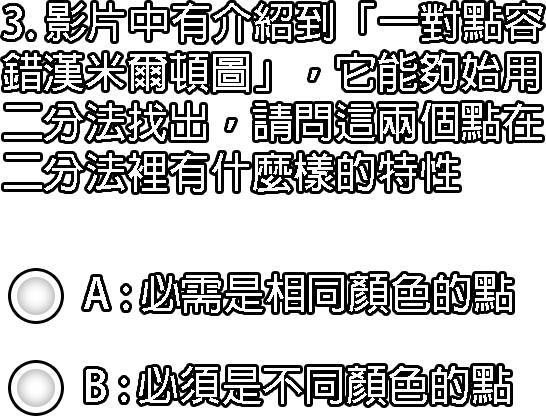 3. 影片中有介紹到「一對點容
錯漢米爾頓圖」，它能夠始用
二分法找出，請問這兩個點在
二分法裡有什麼樣的特性
A : 必需是相同顏色的點
B : 必須是不同顏色的點